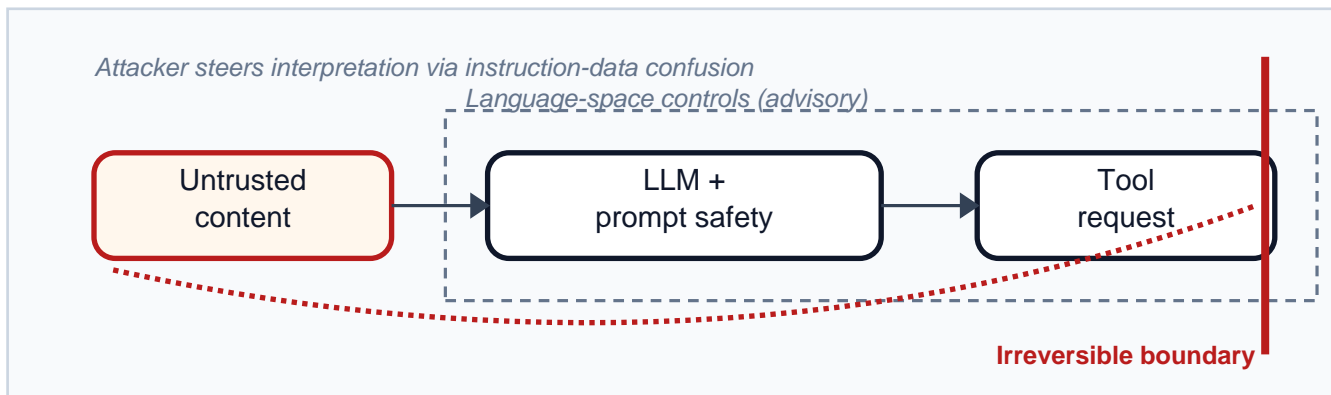 Attacker steers interpretation via instruction-data confusion
Language-space controls (advisory)
Untrusted
content
LLM +
prompt safety
Tool
request
Irreversible boundary